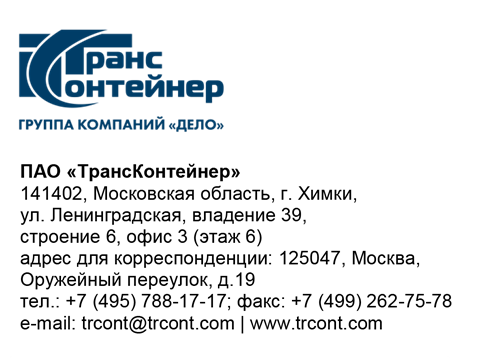 Транс
Контейнер
ГРУППА КОМПАНИЙ «ДЕЛО»
ПАО «ТрансКонтейнер»
141402, Московская область, г. Химки,
ул. Ленинградская, владение 39,
строение 6, офис 3 (этаж 6)
адрес для корреспонденции: 125047, Москва,
Оружейный переулок, д.19
тел.: +7 (495) 788-17-17; факс: +7 (499) 262-75-78
e-mail: trcont@trcont.com | www.trcont.com